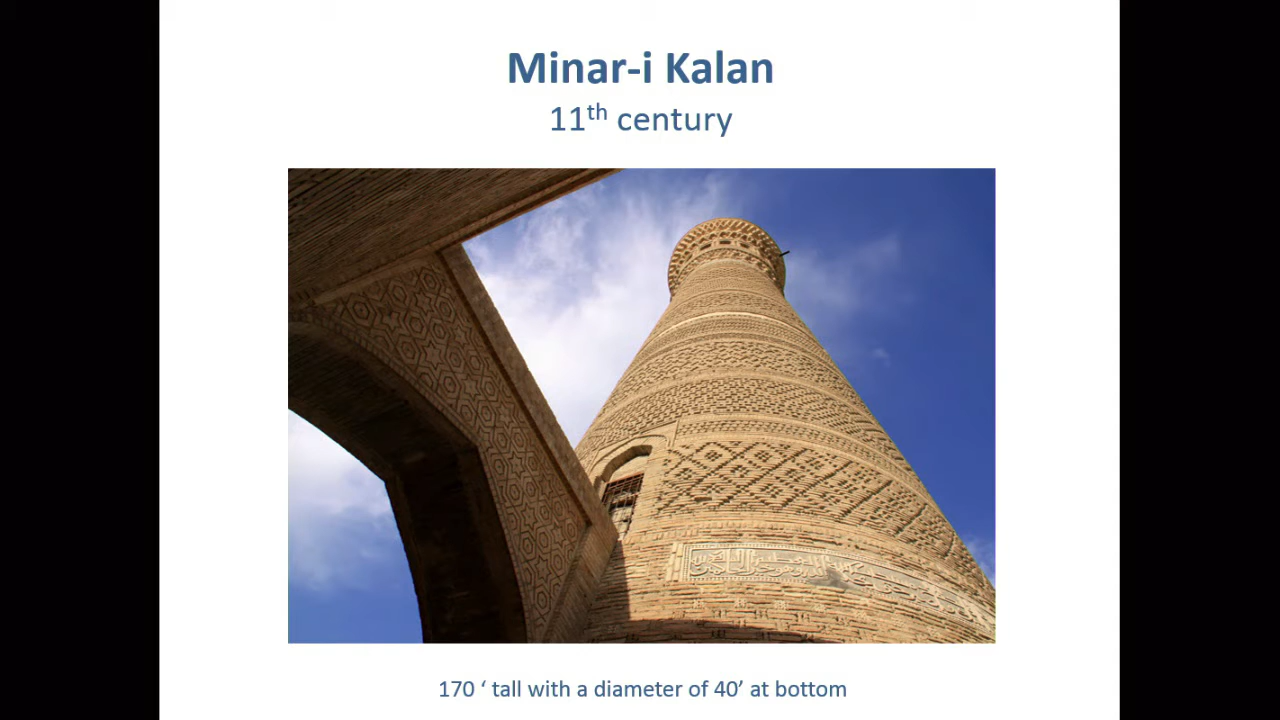 Minar-i Kalan
11th century
170 ‘ tall with a diameter of 40’ at bottom